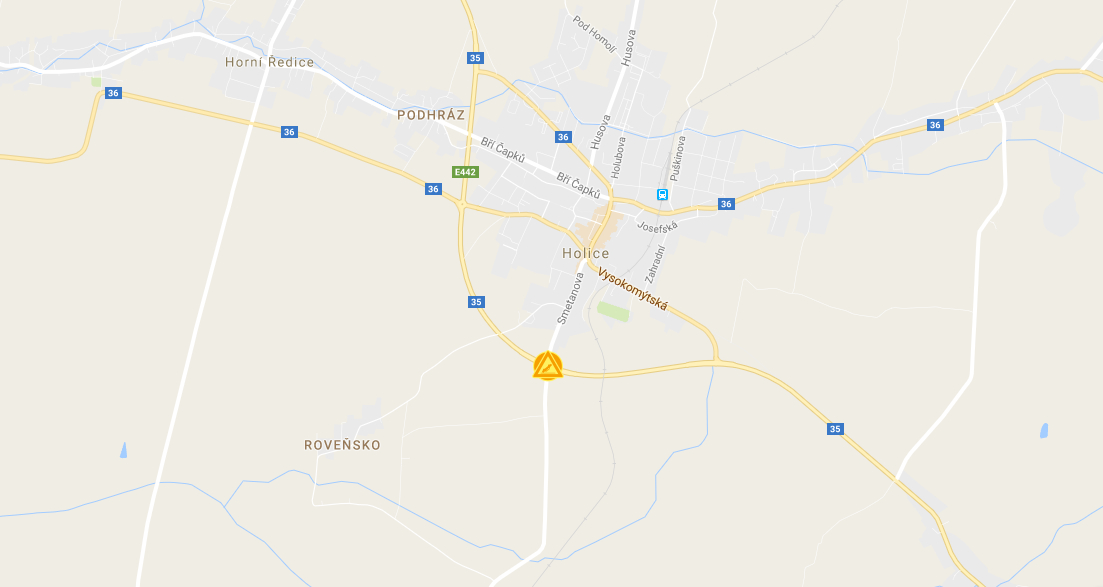 Pod Homolí
Husova
35
Horní Ředice
36
PODHRÁZ
36
36
Husova
Bří Čapků
Holubova
Puškinova
36
E442
36
Bří Čapků
36
Josefská
Holice
Zahradní
Vysokomýtská
Smetanova
35
35
ROVEŇSKO